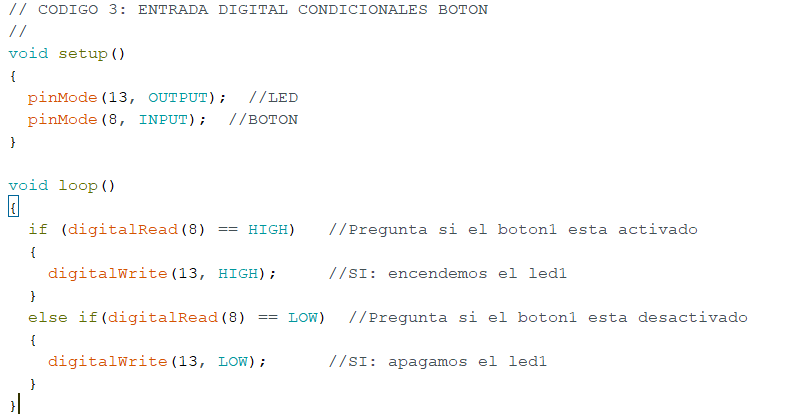 // CODIGO 3: ENTRADA DIGITAL CONDICIONALES BOTON
//
void setup()
{
  pinMode(13, OUTPUT);  //LED
  pinMode(8, INPUT);  //BOTON
}

void loop()
{
  if (digitalRead(8) == HIGH)   //Pregunta si el boton1 esta activado
  {
    digitalWrite(13, HIGH);     //SI: encendemos el led1
  }
  else if(digitalRead(8) == LOW)  //Pregunta si el boton1 esta desactivado
  {
    digitalWrite(13, LOW);      //SI: apagamos el led1
  }
}